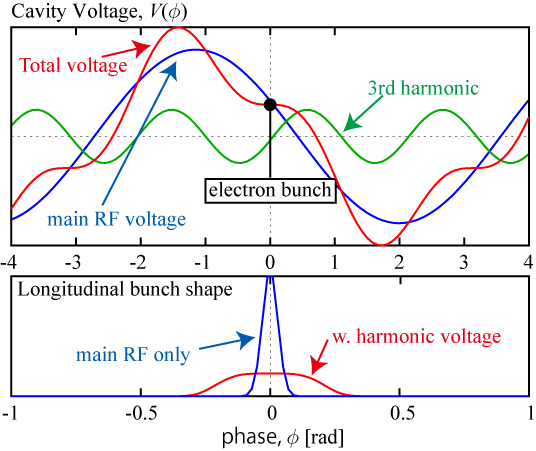 Cavity Voltage, V(ϕ)
Total voltage
3rd harmonic
electron bunch
main RF voltage
-4 -3 -2 -1 0 1 2 3 4
Longitudinal bunch shape
main RF only
w. harmonic voltage
-1 -0.5 0 0.5 1
phase, ϕ [rad]